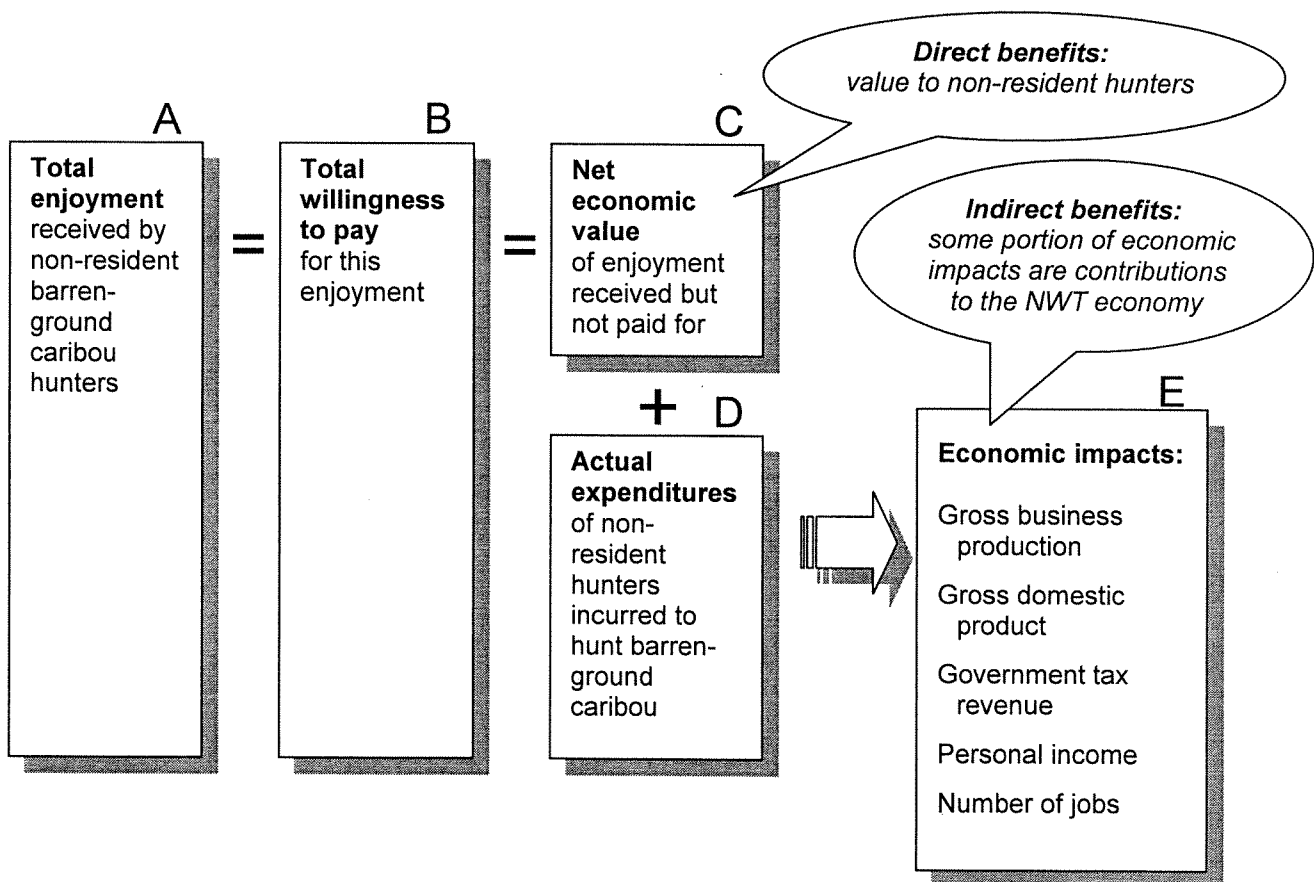 Direct benefits:
value to non-resident hunters
A
Total
enjoyment
received by
non-resident
barren-
ground
caribou
hunters
=
B
Total
willingness
to pay
for this
enjoyment
=
C
Net
economic
value
of enjoyment
received but
not paid for
+
D
Actual
expenditures
of non-
resident
hunters
incurred to
hunt barren-
ground
caribou
Indirect benefits:
some portion of economic
impacts are contributions
to the NWT economy
E
Economic impacts:
Gross business
production
Gross domestic
product
Government tax
revenue
Personal income
Number of jobs